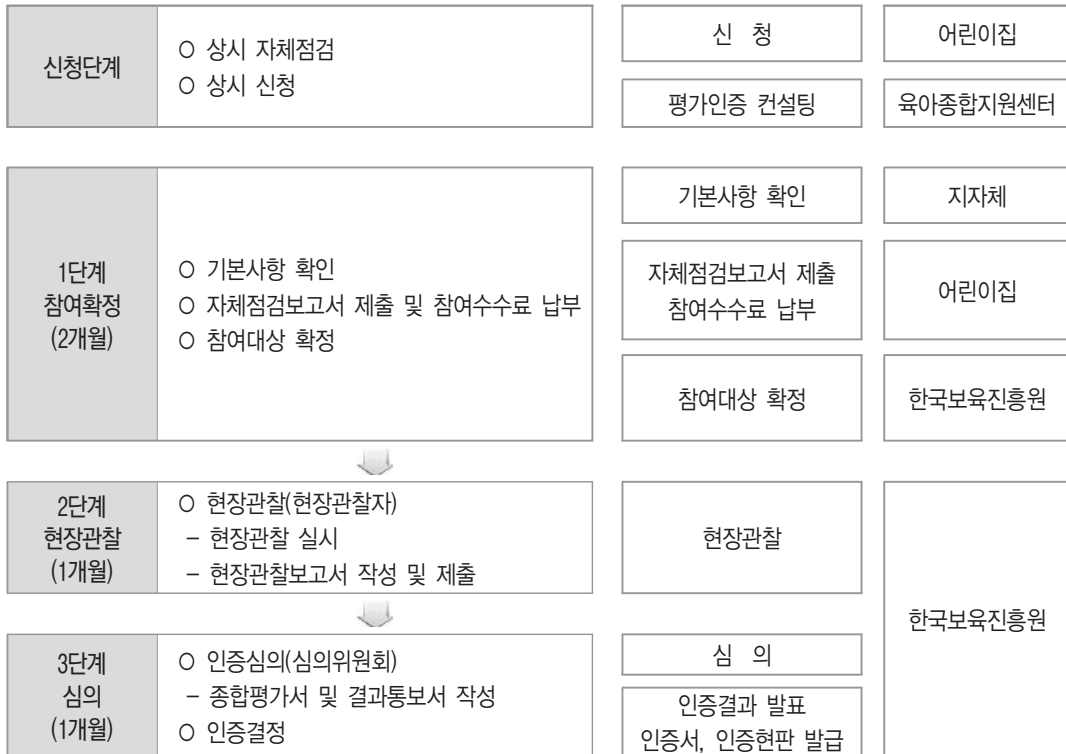 신청단계
O 상시 자체점검
O 상시 신청
신 청
어린이집
평가인증 컨설팅
육아종합지원센터
1단계
참여확정
(2개월)
O 기본사항 확인
O 자체점검보고서 제출 및 참여수수료 납부
O 참여대상 확정
기본사항 확인
지자체
자체점검보고서 제출
참여수수료 납부
어린이집
참여대상 확정
한국보육진흥원
2단계
현장관찰
(1개월)
O 현장관찰(현장관찰자)
- 현장관찰 실시
- 현장관찰보고서 작성 및 제출
현장관찰
한국보육진흥원
3단계
심의
(1개월)
O 인증심의(심의위원회)
- 종합평가서 및 결과통보서 작성
O 인증결정
심 의
인증결과 발표
인증서, 인증현판 발급